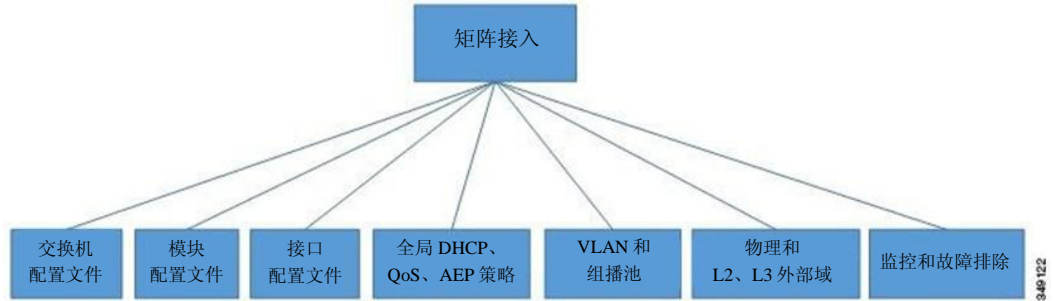 矩阵接入
交换机
配置文件
模块
配置文件
接口
配置文件
全局 DHCP、
QoS、AEP 策略
VLAN 和
组播池
物理和
L2、L3 外部域
监控和故障排除
349122